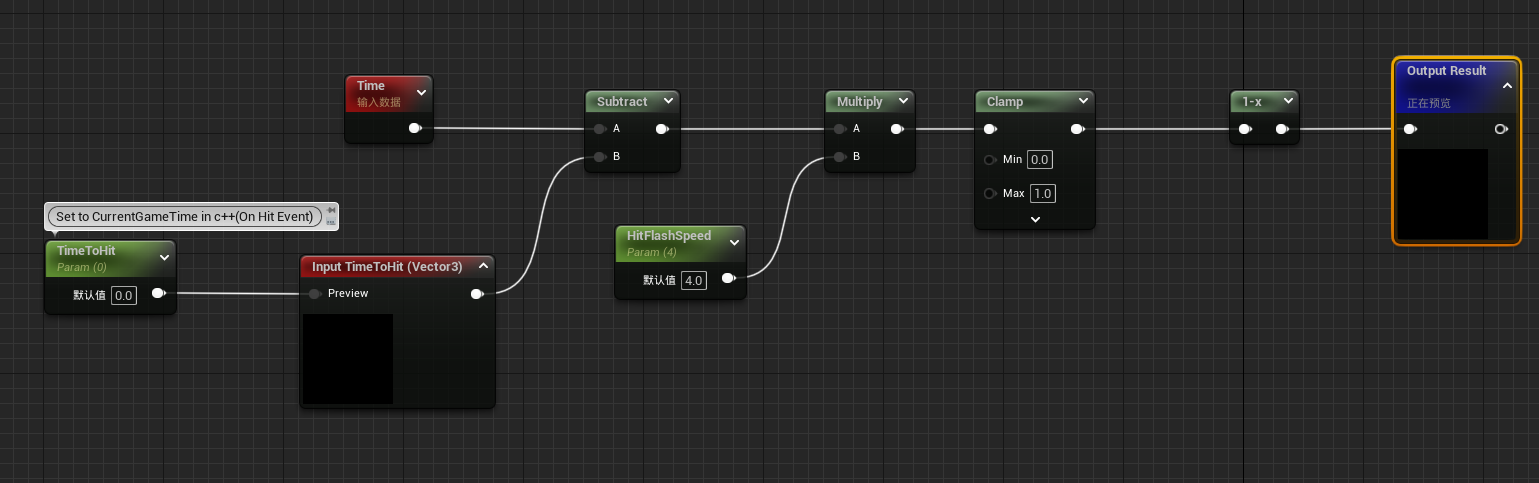 Time
输入数据
Subtract
A
B
Multiply
A
B
Clamp
Min 0.0
Max 1.0
1-x
Output Result
正在预览
Set to CurrentGameTime in c++(On Hit Event)
TimeToHit
Param (0)
默认值 0.0
Input TimeToHit (Vector3)
Preview
HitFlashSpeed
Param (4)
默认值 4.0